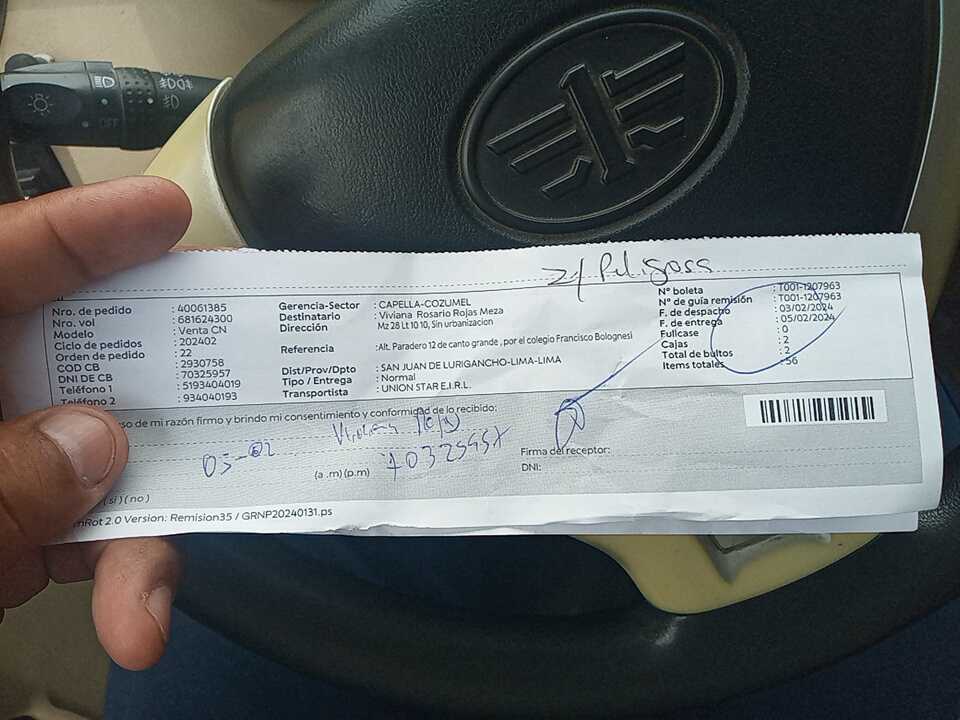 OFF
z/ Peligrosa
Nro. de pedido : 40061385
Nro. vol : 681624300
Modelo : Venta CN
Ciclo de pedidos : 202402
Orden de pedido : 22
COD CB : 2930758
DNI DE CB : 70325957
Teléfono 1 : 5193404019
Teléfono 2 : 934040193
Gerencia-Sector : CAPELLA-COZUMEL
Destinatario : Viviana Rosario Rojas Meza
Dirección Mz 28 Lt 10 10, Sin urbanizacion
Referencia :Alt. Paradero 12 de canto grande , por el colegio Francisco Bolognesi
Dist/Prov/Dpto : SAN JUAN DE LURIGANCHO-LIMA-LIMA
Tipo / Entrega : Normal
Transportista : UNION STAR E.I.R.L.
N° boleta : T001-1207963
N° de guía remisión : T001-1207963
F. de despacho : 03/02/2024
F. de entrega : 05/02/2024
Fullcase : 0
Cajas : 2
Total de bultos : 2
Items totales : 56
uso de mi razón firmo y brindo mi consentimiento y conformidad de lo recibido:
05-02
(a .m) (p.m)
70325957
Firma del receptor:
DNI:
( si ) ( no )
Rot 2.0 Version: Remision35 / GRNP20240131.ps